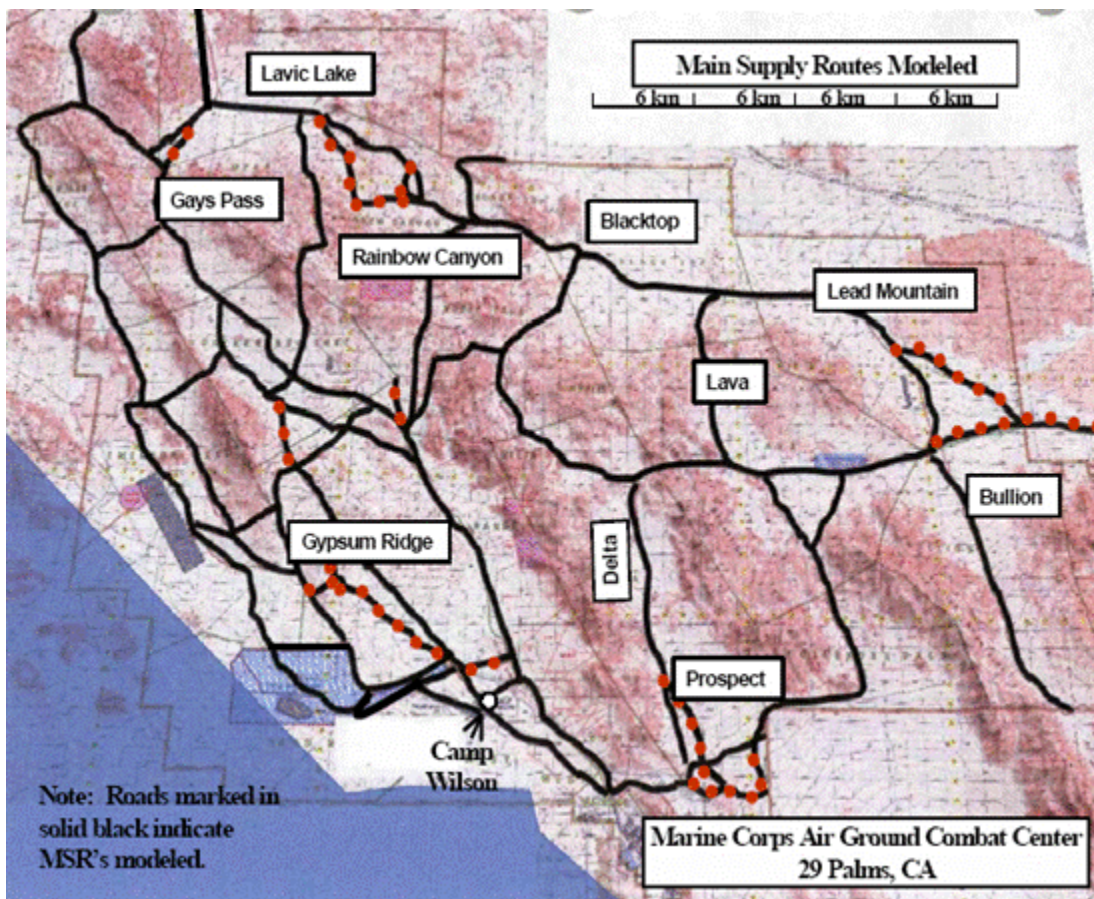 Lavic Lake
Main Supply Routes Modeled
6 km 6 km 6 km 6 km
Gays Pass
Blacktop
Rainbow Canyon
Lead Mountain
Lava
Bullion
Gypsum Ridge
Delta
Prospect
Camp
Wilson
Note: Roads marked in
solid black indicate
MSR's modeled.
Marine Corps Air Ground Combat Center
29 Palms, CA